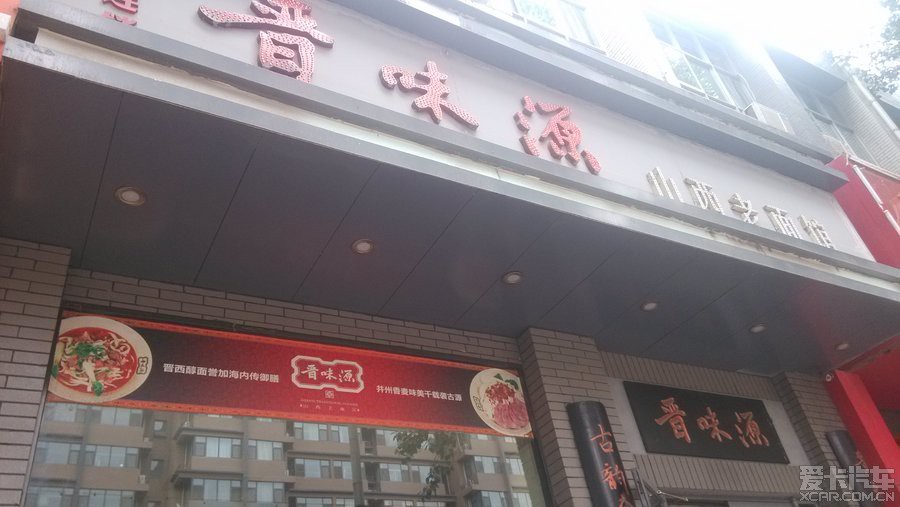 晋味源
山西老面馆
晋西醇面誉加海内传御膳
晋味源
并州香麦味美千载袭古源
晋味源
古韵
爱卡汽车
XCAR.COM.CN